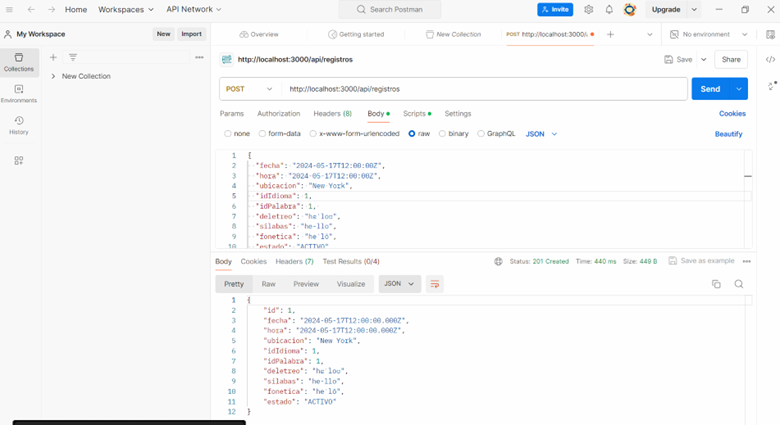 Home Workspaces API Network Search Postman Invite Upgrade
My Workspace New Import Overview Getting started New Collection POST http://localhost:3000/ No environment
Collections
Environments
History
New Collection
http://localhost:3000/api/registros Save Share
POST http://localhost:3000/api/registros Send
Params Authorization Headers (8) Body Scripts Settings Cookies
none form-data x-www-form-urlencoded raw binary GraphQL JSON Beautify
1 {
2 "fecha": "2024-05-17T12:00:00Z",
3 "hora": "2024-05-17T12:00:00Z",
4 "ubicacion": "New York",
5 "idIdioma": 1,
6 "idPalabra": 1,
7 "deletreo":
8 "silabas": "he-llo",
9 "fonetica":
10 "estado": "ACTIVO"
Body Cookies Headers (7) Test Results (0/4) Status: 201 Created Time: 440 ms Size: 449 B Save as example
Pretty Raw Preview Visualize JSON
1 {
2 "id": 1,
3 "fecha": "2024-05-17T12:00:00.000Z",
4 "hora": "2024-05-17T12:00:00.000Z",
5 "ubicacion": "New York",
6 "idIdioma": 1,
7 "idPalabra": 1,
8 "deletreo":
9 "silabas": "he-llo",
10 "fonetica":
11 "estado": "ACTIVO"
12 }